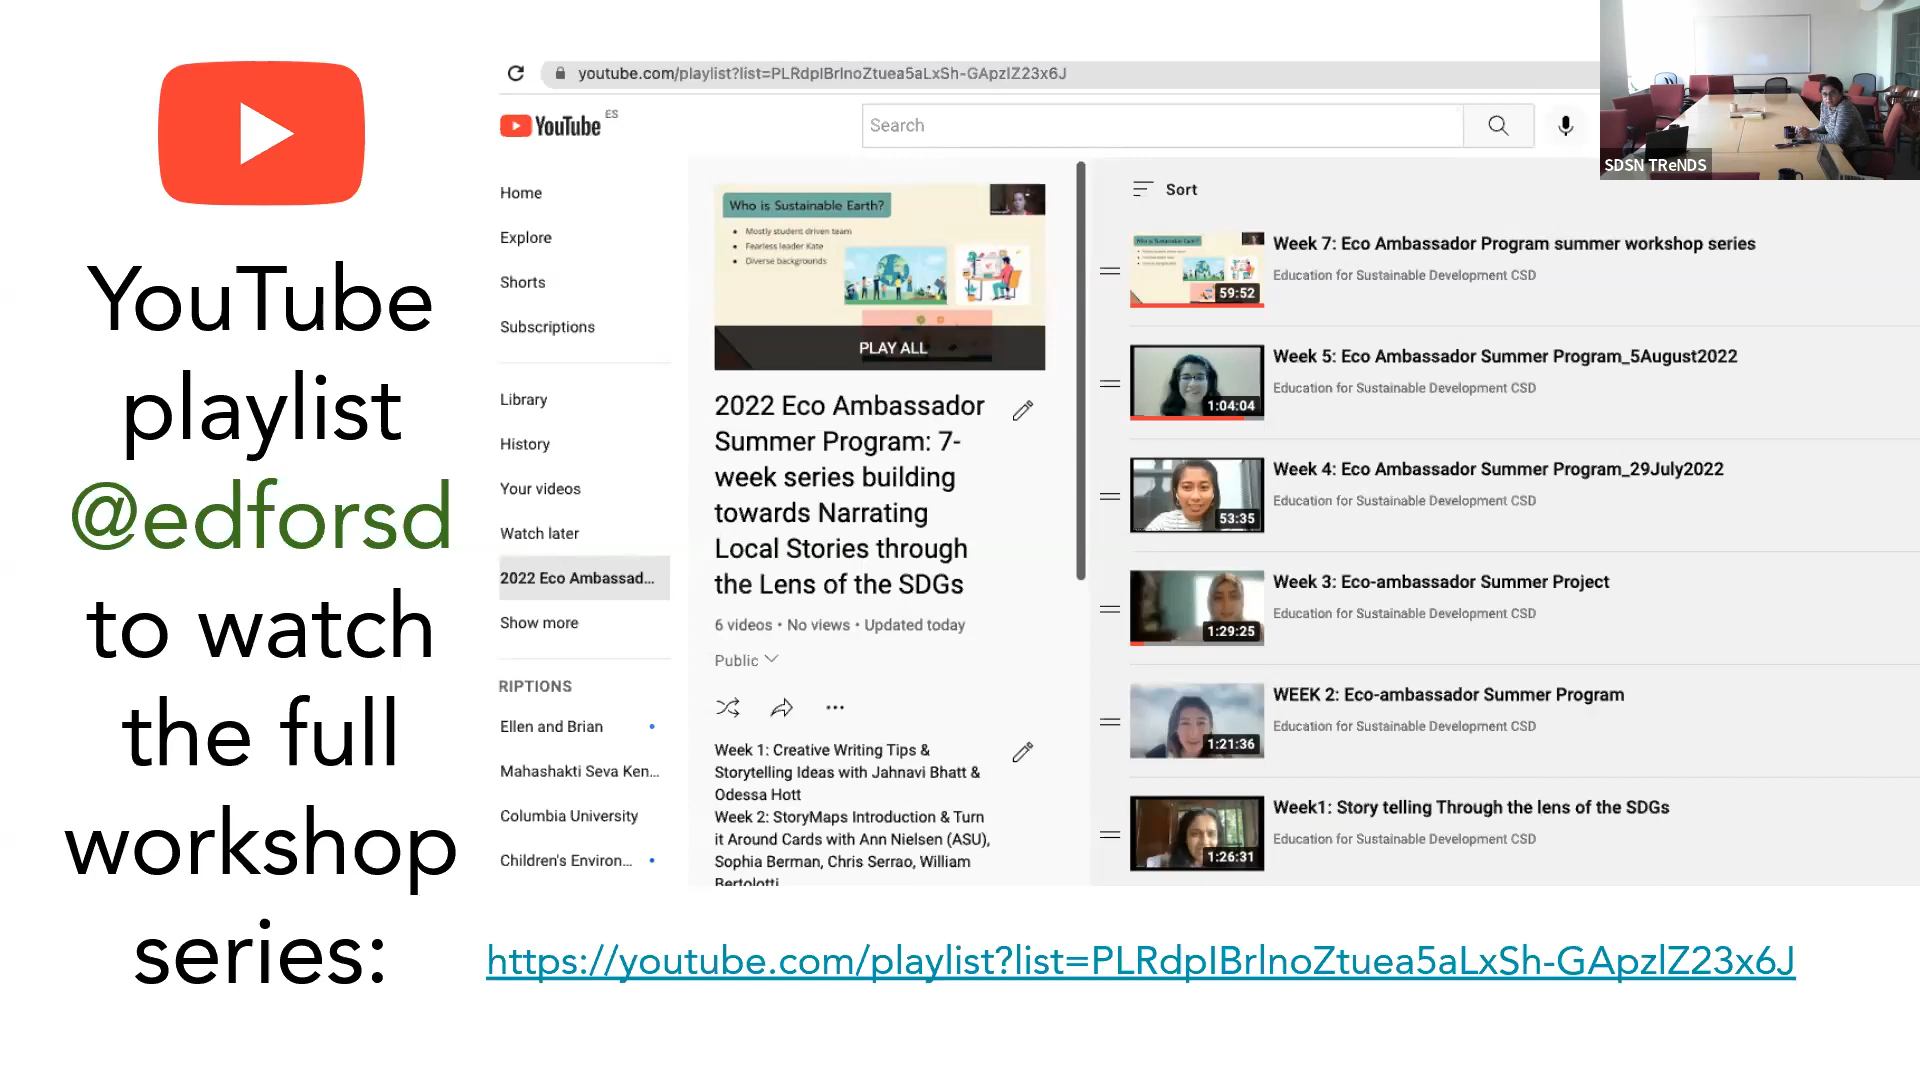 YouTube
playlist
@edforsd
to watch
the full
workshop
series:
youtube.com/playlist?list=PLRdpIBrlnoZtuea5aLxSh-GApzlZ23x6J
YouTube ES
Search
SDSN TReNDS
Home
Explore
Shorts
Subscriptions
Library
History
Your videos
Watch later
2022 Eco Ambassad...
Show more
RIPTIONS
Ellen and Brian
Mahashakti Seva Ken...
Columbia University
Children's Environ...
Who is Sustainable Earth?
Mostly student driven team
Fearless leader Kate
Diverse backgrounds
PLAY ALL
2022 Eco Ambassador
Summer Program: 7-
week series building
towards Narrating
Local Stories through
the Lens of the SDGs
6 videos • No views • Updated today
Public
Week 1: Creative Writing Tips &
Storytelling Ideas with Jahnavi Bhatt &
Odessa Hott
Week 2: StoryMaps Introduction & Turn
it Around Cards with Ann Nielsen (ASU),
Sophia Berman, Chris Serrao, William
Bertolotti
Sort
Who is Sustainable Earth?
59:52
Week 7: Eco Ambassador Program summer workshop series
Education for Sustainable Development CSD
1:04:04
Week 5: Eco Ambassador Summer Program_5August2022
Education for Sustainable Development CSD
53:35
Week 4: Eco Ambassador Summer Program_29July2022
Education for Sustainable Development CSD
1:29:25
Week 3: Eco-ambassador Summer Project
Education for Sustainable Development CSD
1:21:36
WEEK 2: Eco-ambassador Summer Program
Education for Sustainable Development CSD
1:26:31
Week1: Story telling Through the lens of the SDGs
Education for Sustainable Development CSD
https://youtube.com/playlist?list=PLRdpIBrlnoZtuea5aLxSh-GApzlZ23x6J